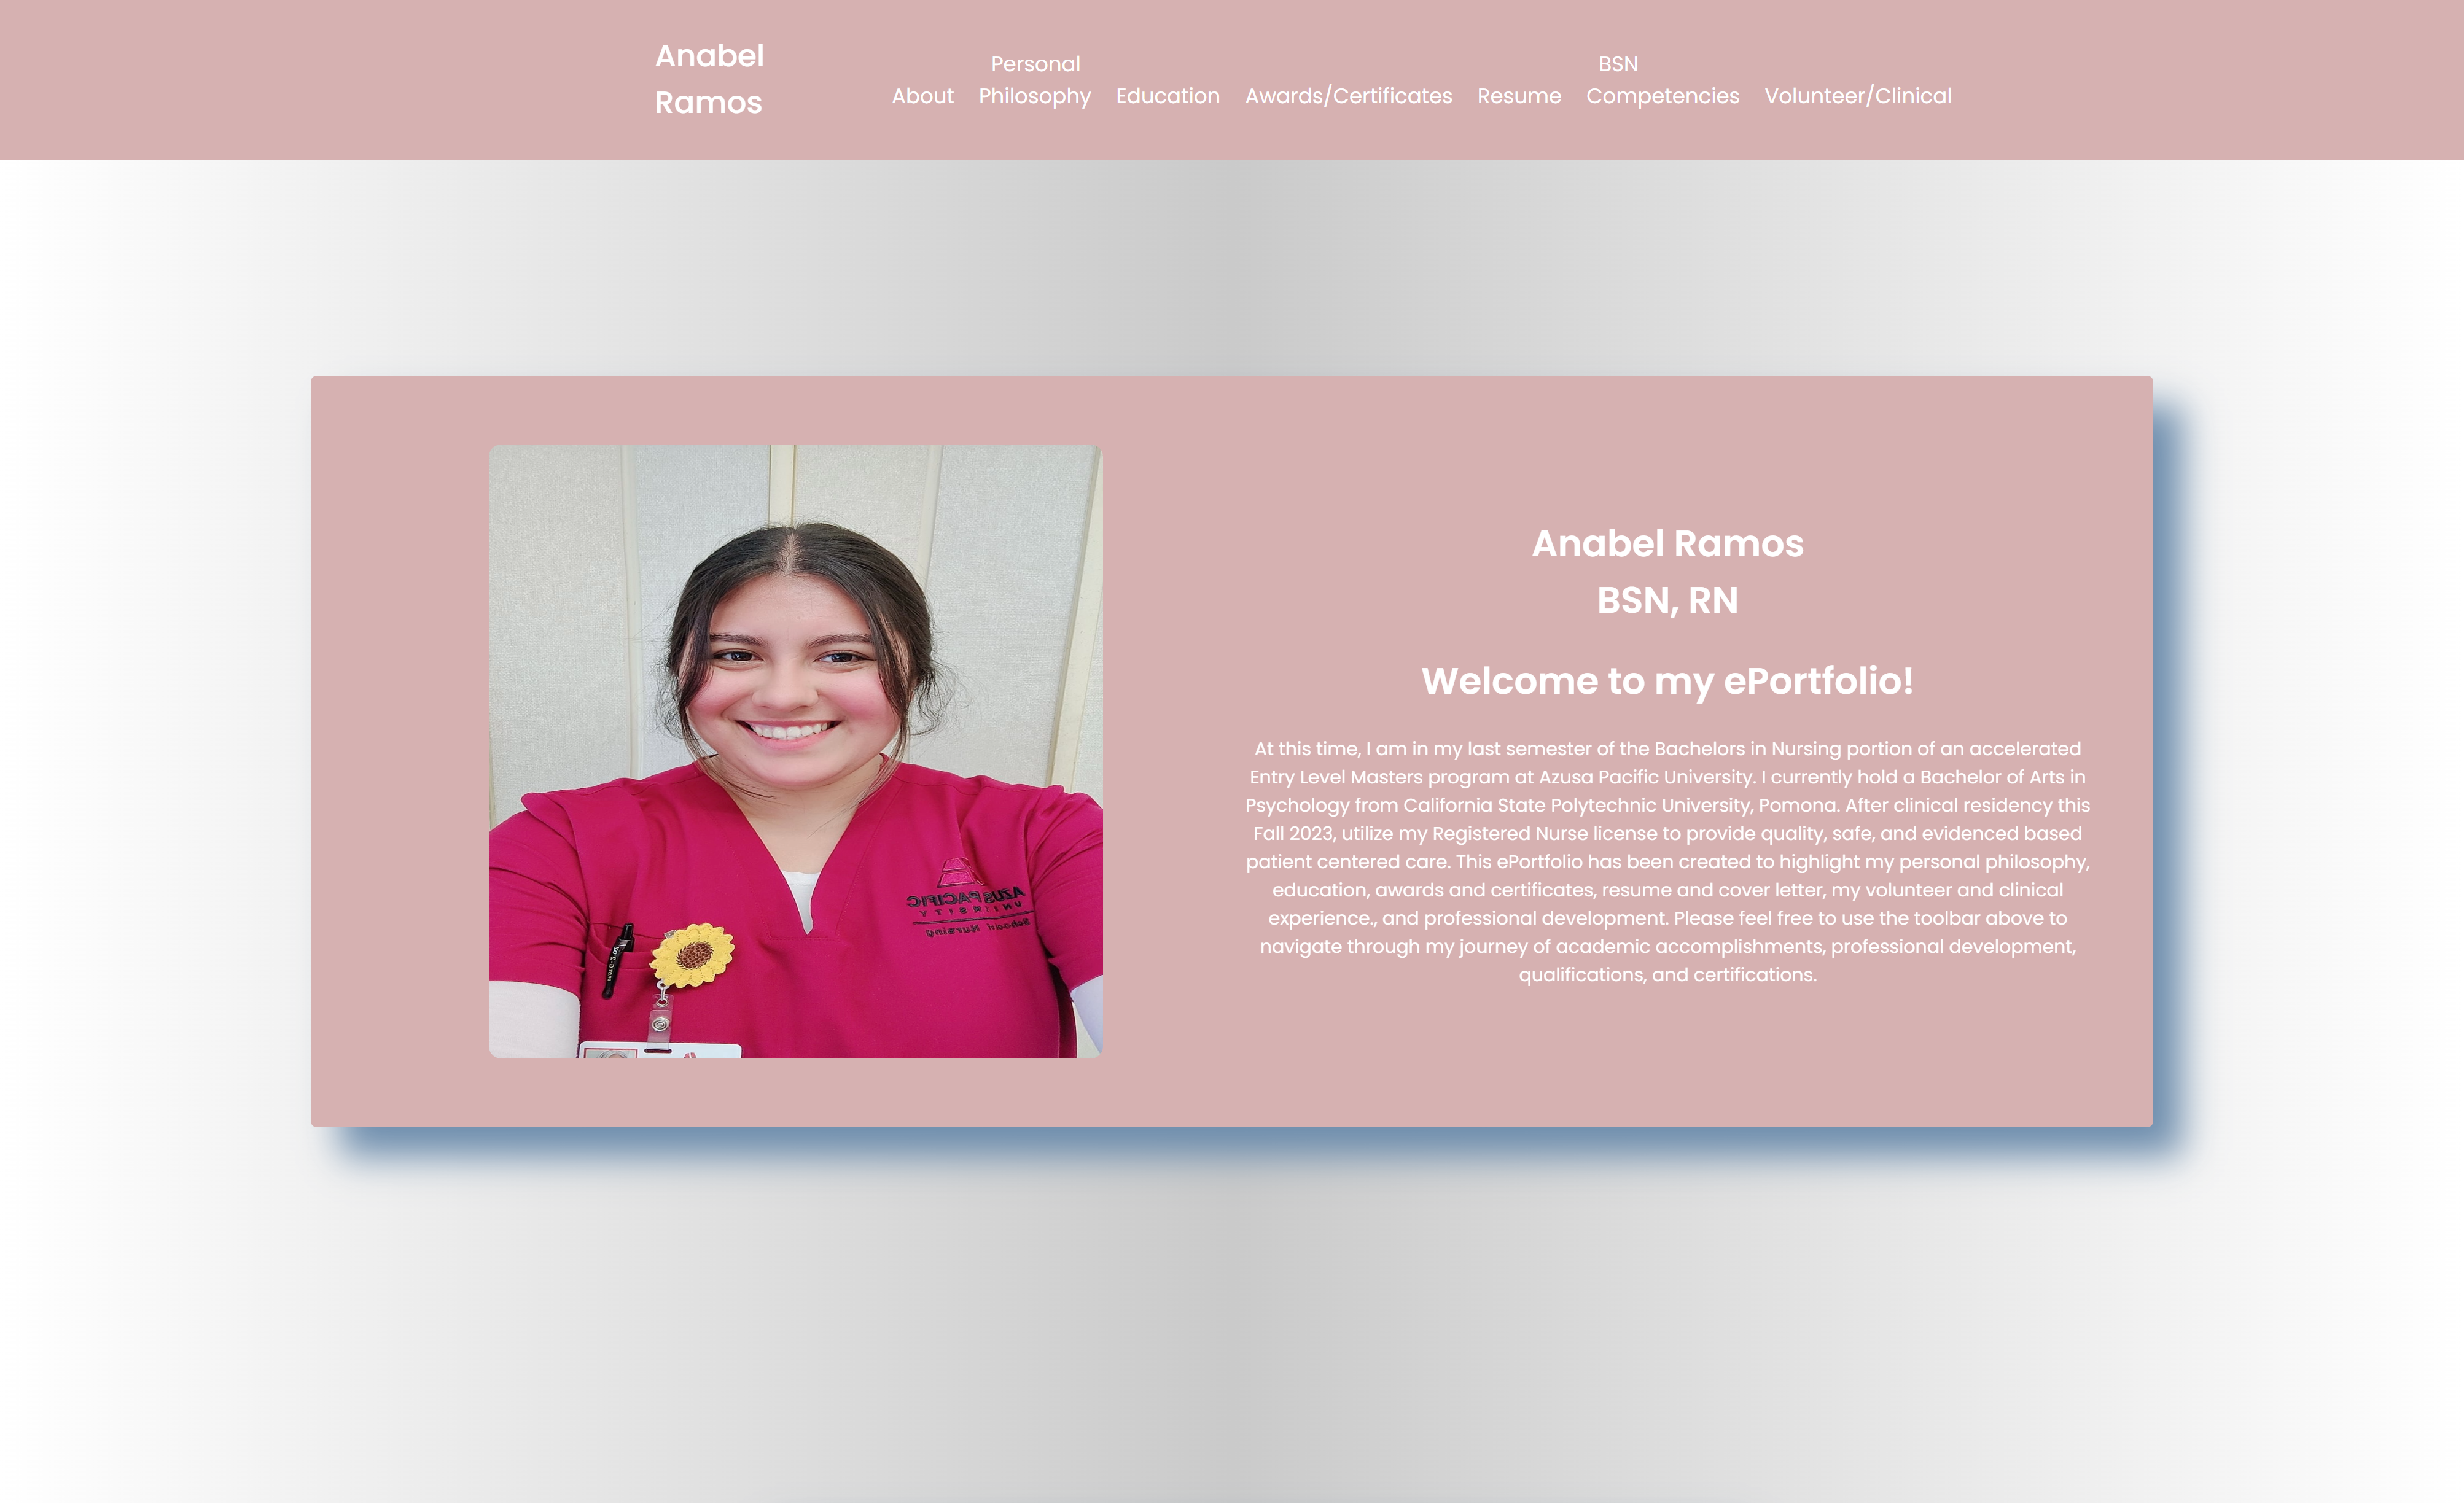 Anabel
Ramos
About
Personal
Philosophy
Education
Awards/Certificates
Resume
BSN
Competencies
Volunteer/Clinical
AZUSA PACIFIC
UNIVERSITY
School of Nursing
Anabel Ramos
BSN, RN
Welcome to my ePortfolio!
At this time, I am in my last semester of the Bachelors in Nursing portion of an accelerated
Entry Level Masters program at Azusa Pacific University. I currently hold a Bachelor of Arts in
Psychology from California State Polytechnic University, Pomona. After clinical residency this
Fall 2023, utilize my Registered Nurse license to provide quality, safe, and evidenced based
patient centered care. This ePortfolio has been created to highlight my personal philosophy,
education, awards and certificates, resume and cover letter, my volunteer and clinical
experience., and professional development. Please feel free to use the toolbar above to
navigate through my journey of academic accomplishments, professional development,
qualifications, and certifications.